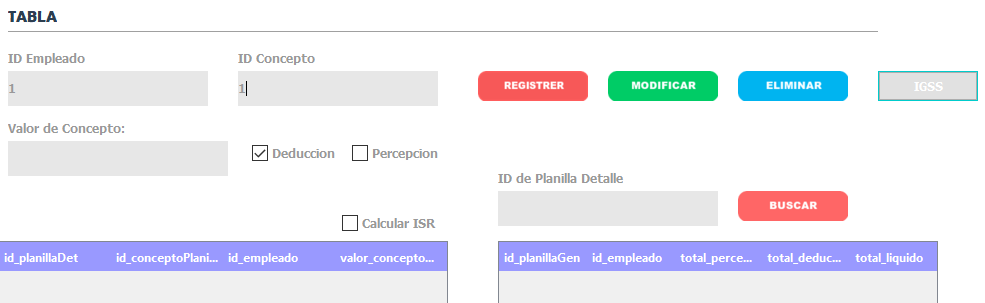 TABLA
ID Empleado
ID Concepto
1
1
REGISTRER
MODIFICAR
ELIMINAR
IGSS
Valor de Concepto:
Deduccion
Percepcion
ID de Planilla Detalle
BUSCAR
Calcular ISR
id_planillaDet
id_conceptoPlani...
id_empleado
valor_concepto...
id_planillaGen
id_empleado
total_perce...
total_deduc...
total_liquido